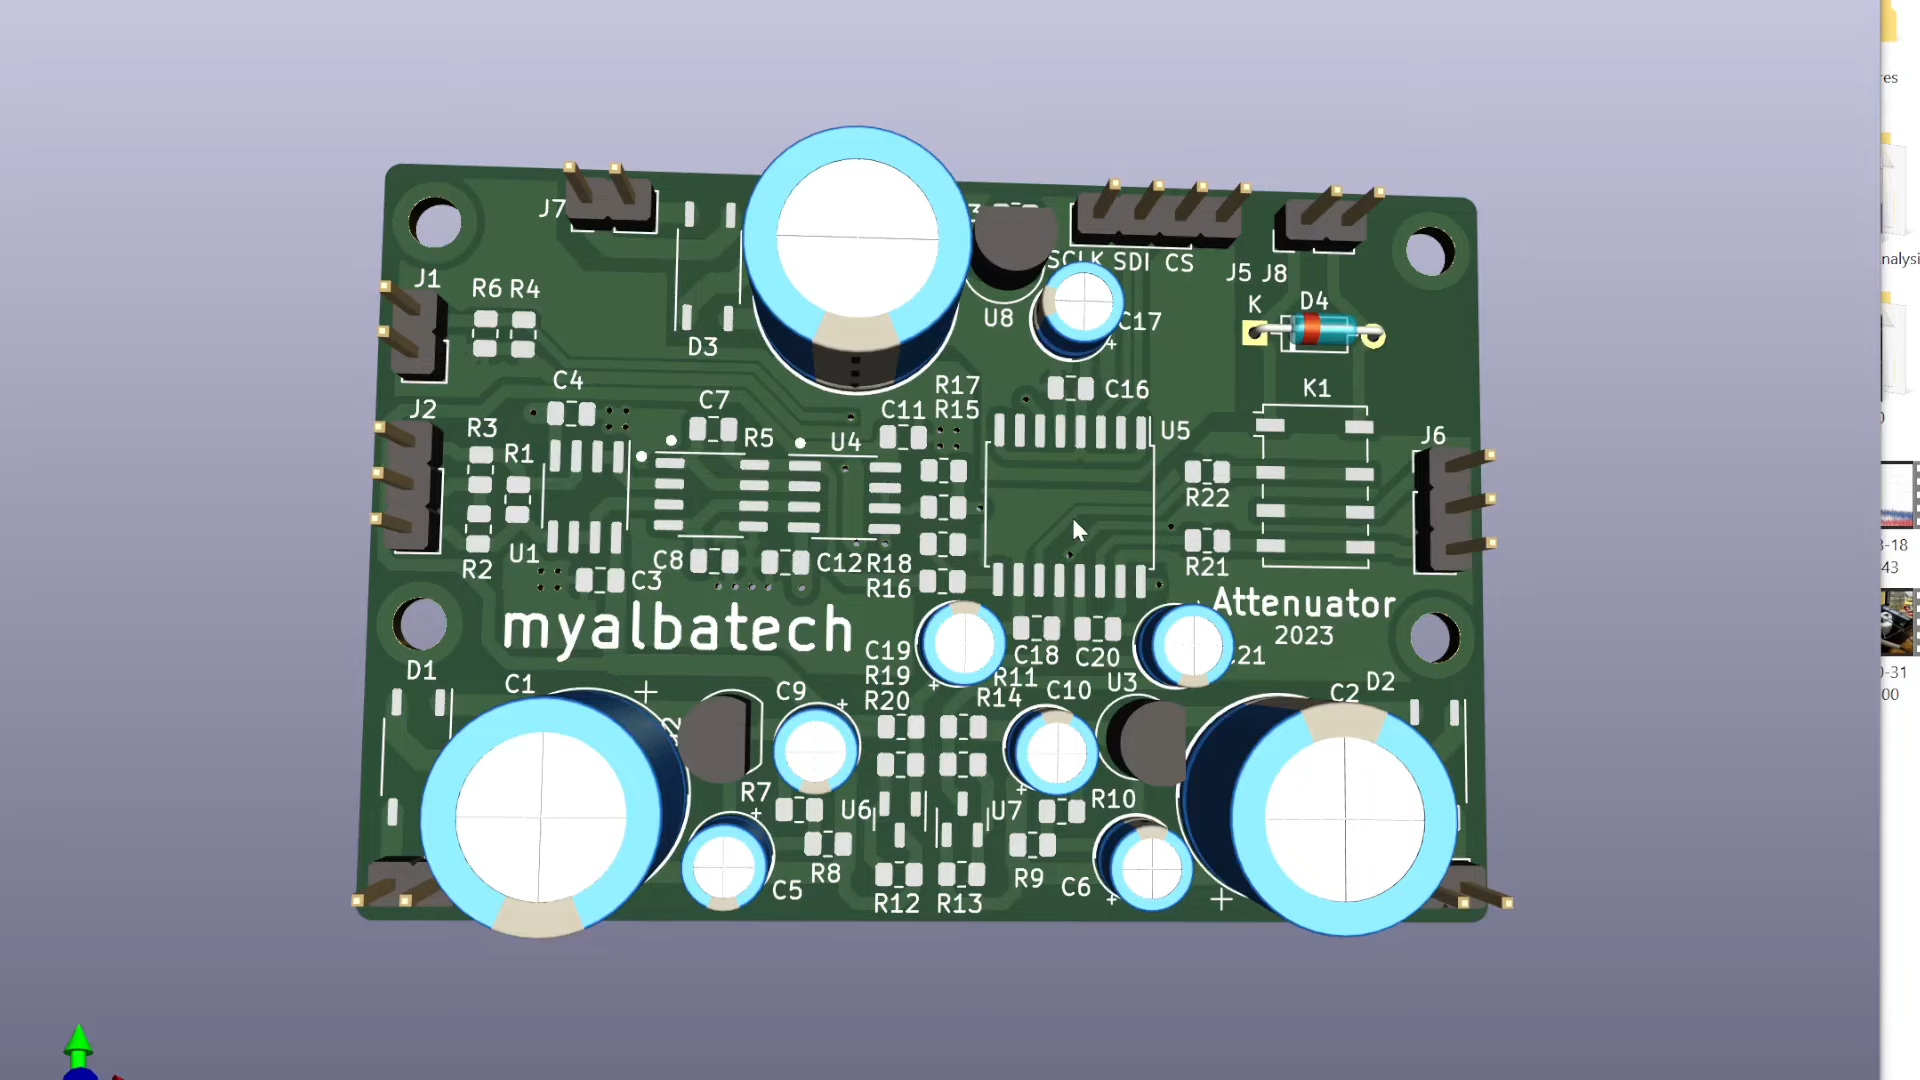 J7
J1
R6 R4
D3
U8
SCLK SDI CS
J5 J8
C17
K
D4
K1
C4
C7
C11
R17
R15
C16
J2
R3
R1
R5
U4
U5
J6
R22
R21
R2
U1
C3
C8
C12
R18
R16
myalbatech
Attenuator
2023
C19
R19
R20
C18
C20
R11
R14
C10
U3
D1
C1
C9
C2
D2
R7
U6
U7
R10
R8
C5
R12
R13
R9
C6
43
00